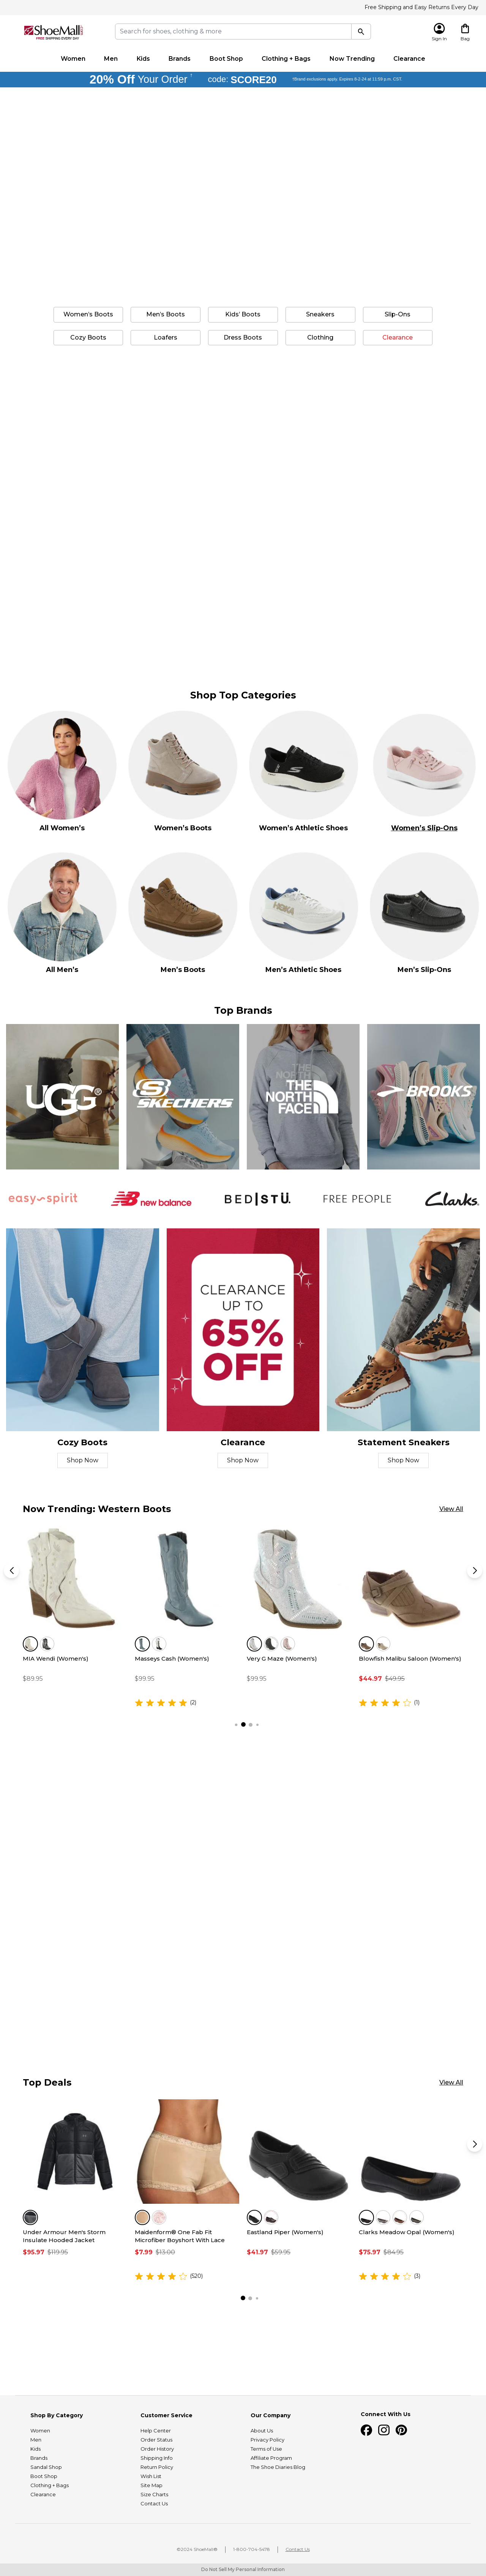 Free Shipping and Easy Returns Every Day
ShoeMall
FREE SHIPPING EVERY DAY
Search for shoes, clothing & more
Sign In
Bag
Women Men Kids Brands Boot Shop Clothing + Bags Now Trending Clearance
20% Off Your Order † code: SCORE20 †Brand exclusions apply. Expires 9-2-24 at 11:59 p.m. CST.
Women's Boots Men's Boots Kids' Boots Sneakers Slip-Ons
Cozy Boots Loafers Dress Boots Clothing Clearance
Shop Top Categories
All Women's Women's Boots Women's Athletic Shoes Women's Slip-Ons
HOKA
All Men's Men's Boots Men's Athletic Shoes Men's Slip-Ons
Top Brands
UGG® SKECHERS THE NORTH FACE BROOKS
easy spirit new balance BED|STÜ. FREE PEOPLE Clarks.
CLEARANCE
UP TO
65%
OFF
Cozy Boots Clearance Statement Sneakers
Shop Now Shop Now Shop Now
Now Trending: Western Boots View All
MIA Wendi (Women's)
$89.95
Masseys Cash (Women's)
$99.95
(2)
Very G Maze (Women's)
$99.95
Blowfish Malibu Saloon (Women's)
$44.97 $49.95
(1)
Top Deals View All
Under Armour Men's Storm
Insulate Hooded Jacket
$95.97 $119.95
Maidenform® One Fab Fit
Microfiber Boyshort With Lace
$7.99 $13.00
(520)
Eastland Piper (Women's)
$41.97 $59.95
Clarks Meadow Opal (Women's)
$75.97 $84.95
(3)
Shop By Category
Women
Men
Kids
Brands
Sandal Shop
Boot Shop
Clothing + Bags
Clearance
Customer Service
Help Center
Order Status
Order History
Shipping Info
Return Policy
Wish List
Site Map
Size Charts
Contact Us
Our Company
About Us
Privacy Policy
Terms of Use
Affiliate Program
The Shoe Diaries Blog
Connect With Us
©2024 ShoeMall® 1-800-704-5478 Contact Us
Do Not Sell My Personal Information